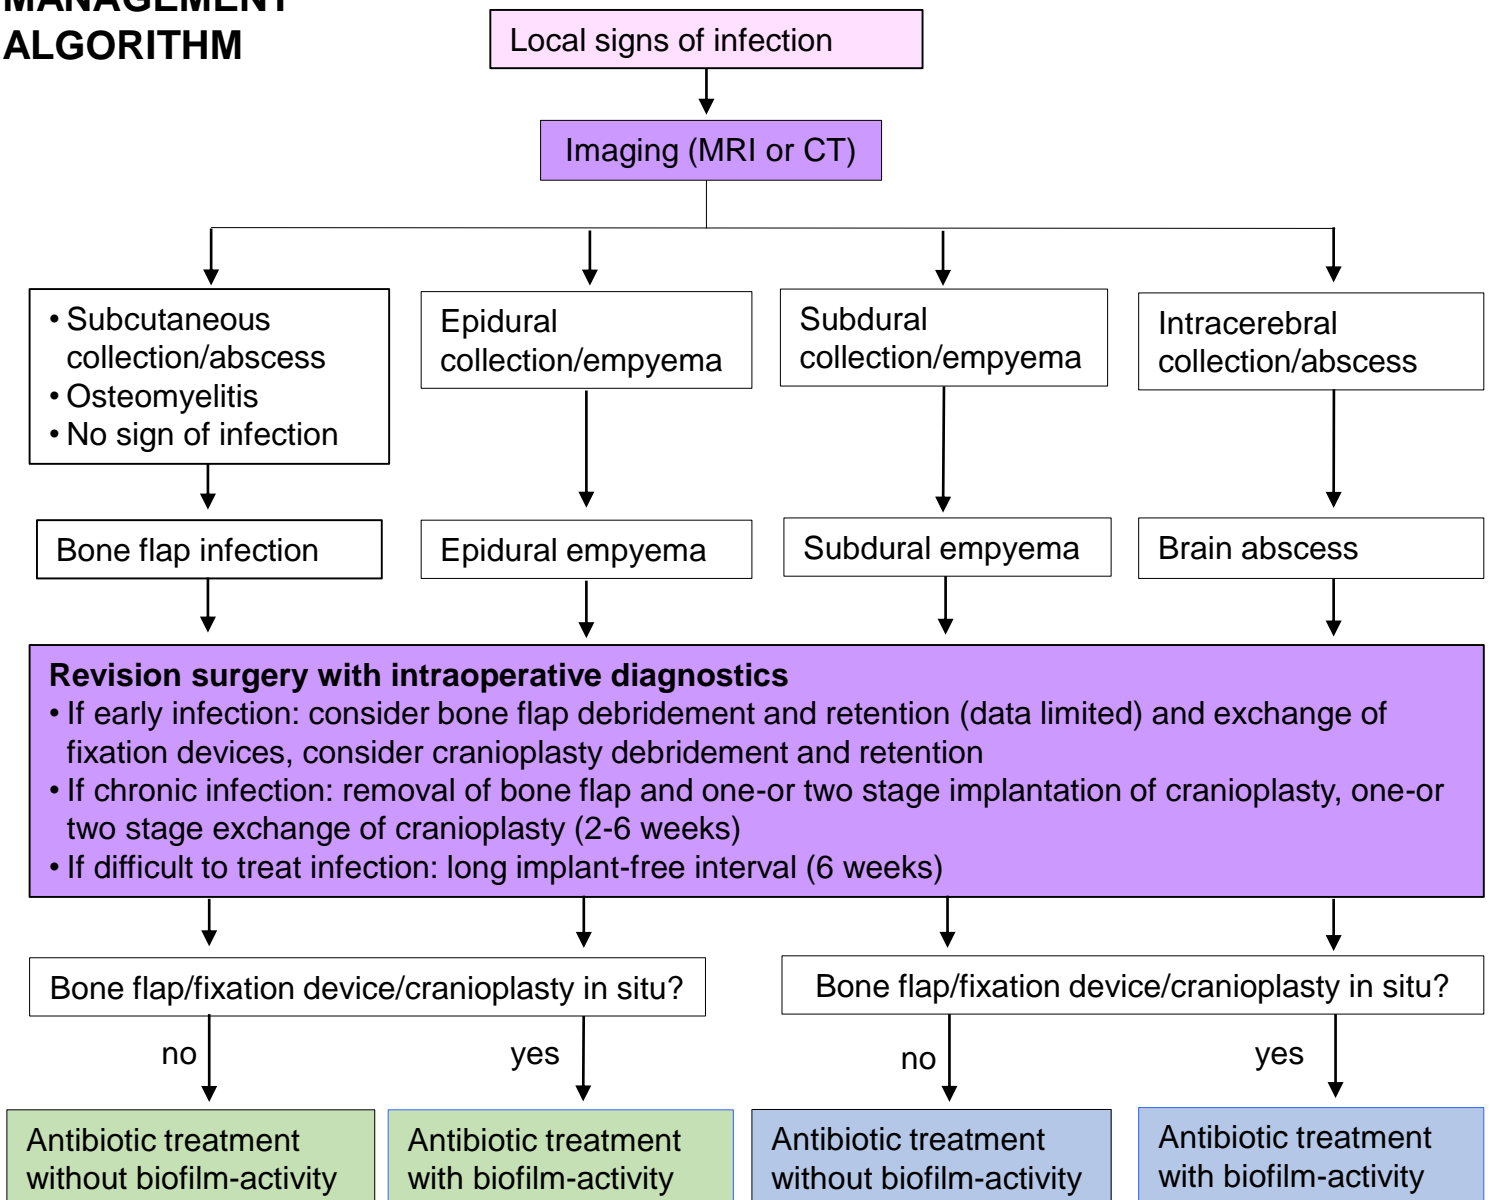 MANAGEMENT
ALGORITHM
Local signs of infection
Imaging (MRI or CT)
• Subcutaneous
collection/abscess
• Osteomyelitis
• No sign of infection
Epidural
collection/empyema
Subdural
collection/empyema
Intracerebral
collection/abscess
Bone flap infection
Epidural empyema
Subdural empyema
Brain abscess
Revision surgery with intraoperative diagnostics
• If early infection: consider bone flap debridement and retention (data limited) and exchange of
fixation devices, consider cranioplasty debridement and retention
• If chronic infection: removal of bone flap and one-or two stage implantation of cranioplasty, one-or
two stage exchange of cranioplasty (2-6 weeks)
• If difficult to treat infection: long implant-free interval (6 weeks)
Bone flap/fixation device/cranioplasty in situ?
Bone flap/fixation device/cranioplasty in situ?
no
yes
no
yes
Antibiotic treatment
without biofilm-activity
Antibiotic treatment
with biofilm-activity
Antibiotic treatment
without biofilm-activity
Antibiotic treatment
with biofilm-activity